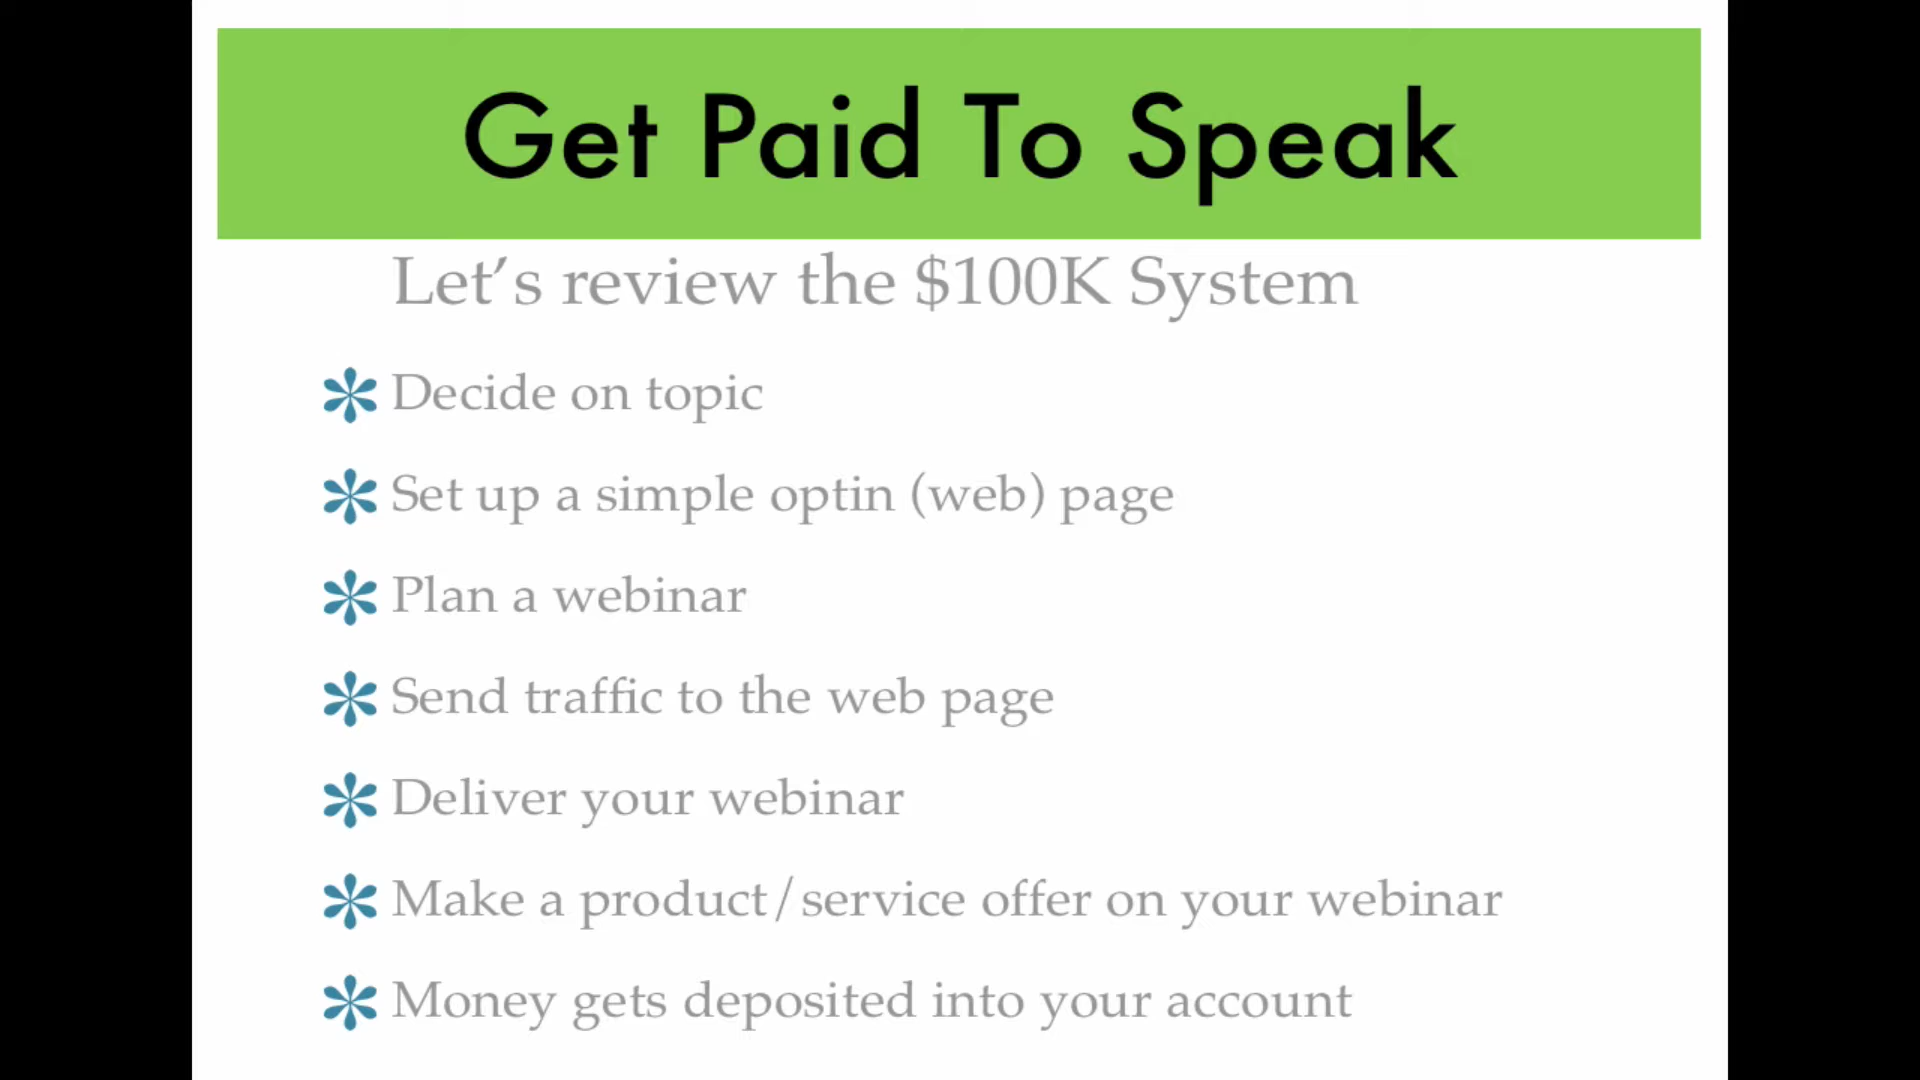 Get Paid To Speak
Let’s review the $100K System
Decide on topic
Set up a simple optin (web) page
Plan a webinar
Send traffic to the web page
Deliver your webinar
Make a product/service offer on your webinar
Money gets deposited into your account